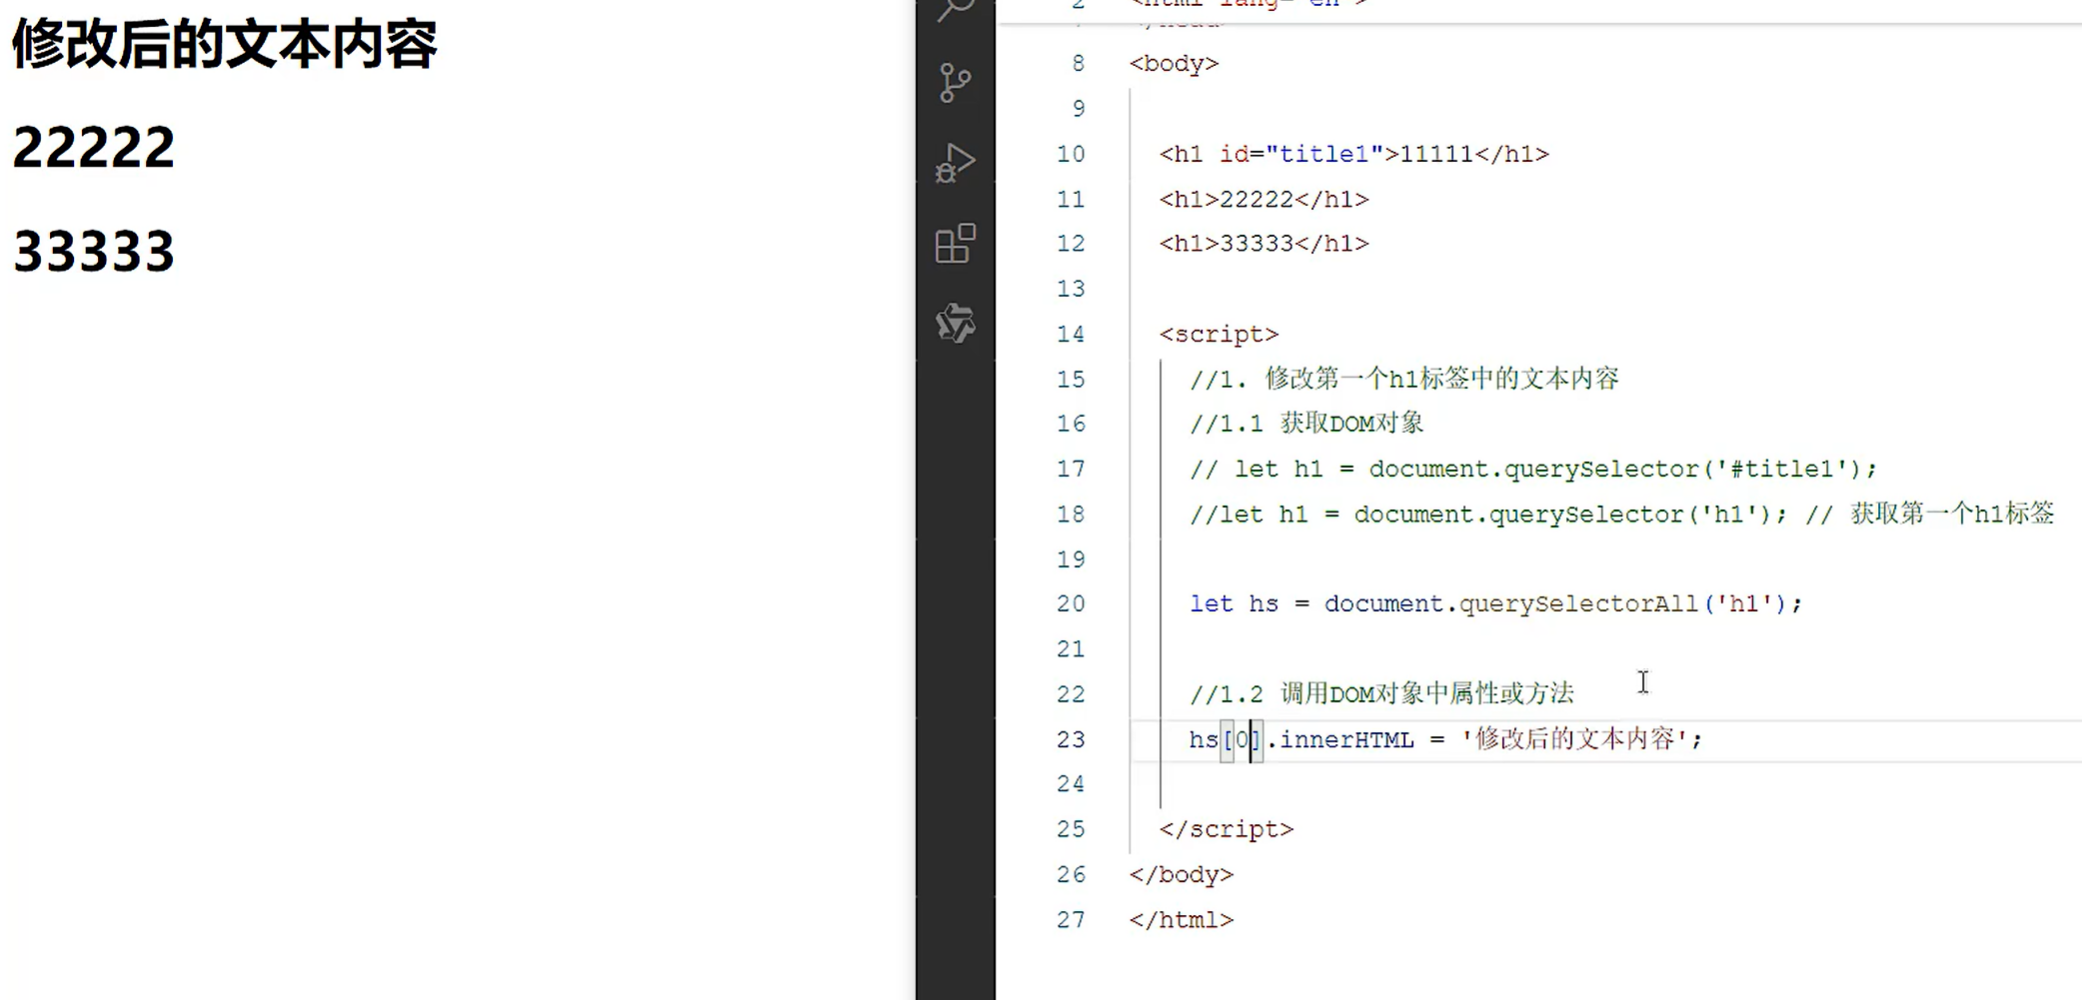 修改后的文本内容
22222
33333
2 <html lang="en">
</head>
8 <body>
9
10 <h1 id="title1">11111</h1>
11 <h1>22222</h1>
12 <h1>33333</h1>
13
14 <script>
15 //1. 修改第一个h1标签中的文本内容
16 //1.1 获取DOM对象
17 // let h1 = document.querySelector('#title1');
18 //let h1 = document.querySelector('h1'); // 获取第一个h1标签
19
20 let hs = document.querySelectorAll('h1');
21
22 //1.2 调用DOM对象中属性或方法
23 hs[0].innerHTML = '修改后的文本内容';
24
25 </script>
26 </body>
27 </html>